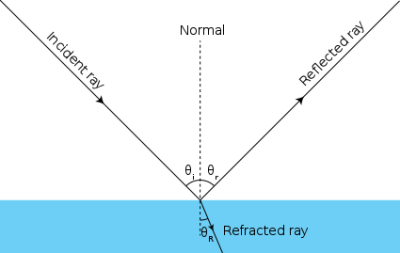 Normal
Incident ray
Reflected ray
θi
θr
θR
Refracted ray